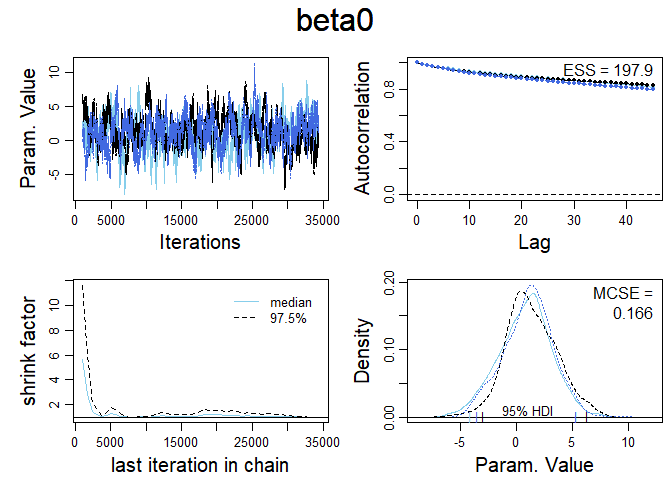 beta0
Param. Value
10
5
0
-5
0
5000
15000
25000
35000
Iterations
Autocorrelation
0.8
0.4
0.0
ESS = 197.9
0
10
20
30
40
Lag
shrink factor
10
8
6
4
2
median
97.5%
0
5000
15000
25000
35000
last iteration in chain
Density
0.20
0.10
0.00
MCSE =
0.166
95% HDI
-5
0
5
10
Param. Value